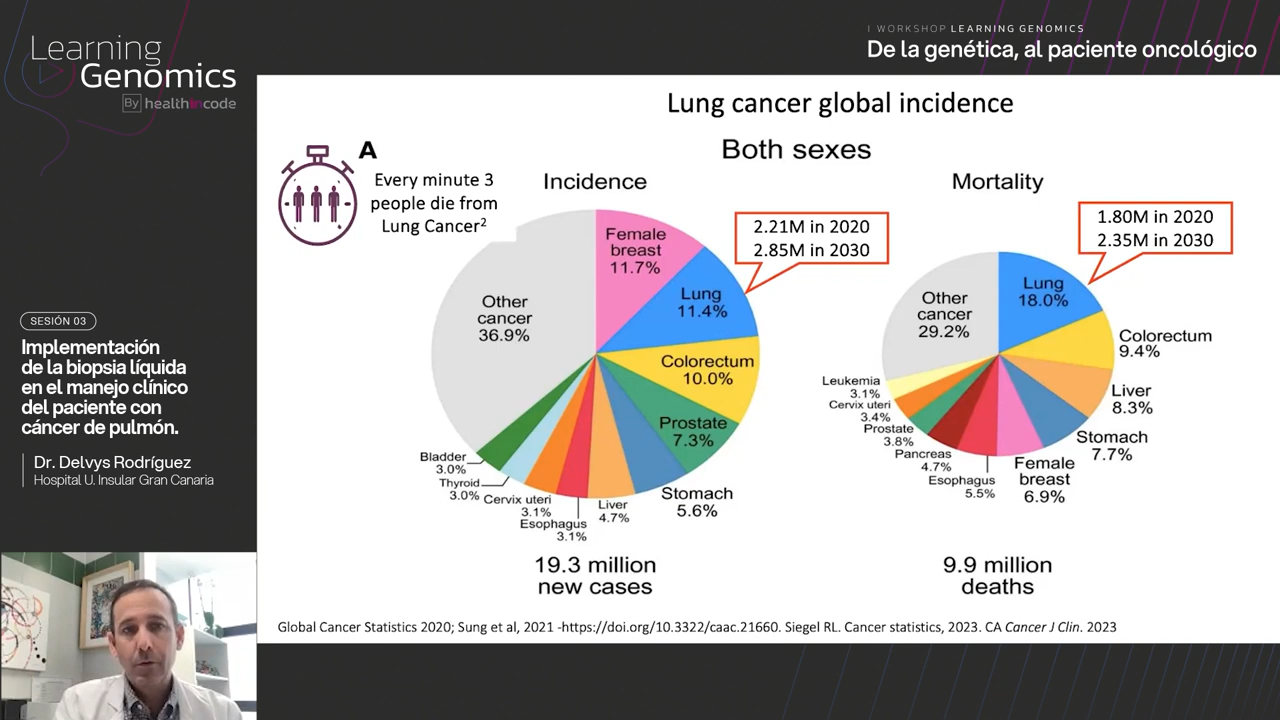 Learning
Genomics
By healthincode
I WORKSHOP LEARNING GENOMICS
De la genética, al paciente oncológico
SESIÓN 03
Implementación
de la biopsia líquida
en el manejo clínico
del paciente con
cáncer de pulmón.
Dr. Delvys Rodríguez
Hospital U. Insular Gran Canaria
Lung cancer global incidence
Both sexes
A
Every minute 3
people die from
Lung Cancer2
Incidence
2.21M in 2020
2.85M in 2030
Female
breast
11.7%
Lung
11.4%
Colorectum
10.0%
Prostate
7.3%
Stomach
5.6%
Liver
4.7%
Esophagus
3.1%
Cervix uteri
3.1%
Thyroid
3.0%
Bladder
3.0%
Other
cancer
36.9%
19.3 million
new cases
Mortality
1.80M in 2020
2.35M in 2030
Lung
18.0%
Colorectum
9.4%
Liver
8.3%
Stomach
7.7%
Female
breast
6.9%
Esophagus
5.5%
Pancreas
4.7%
Prostate
3.8%
Cervix uteri
3.4%
Leukemia
3.1%
Other
cancer
29.2%
9.9 million
deaths
Global Cancer Statistics 2020; Sung et al, 2021 -https://doi.org/10.3322/caac.21660. Siegel RL. Cancer statistics, 2023. CA Cancer J Clin. 2023